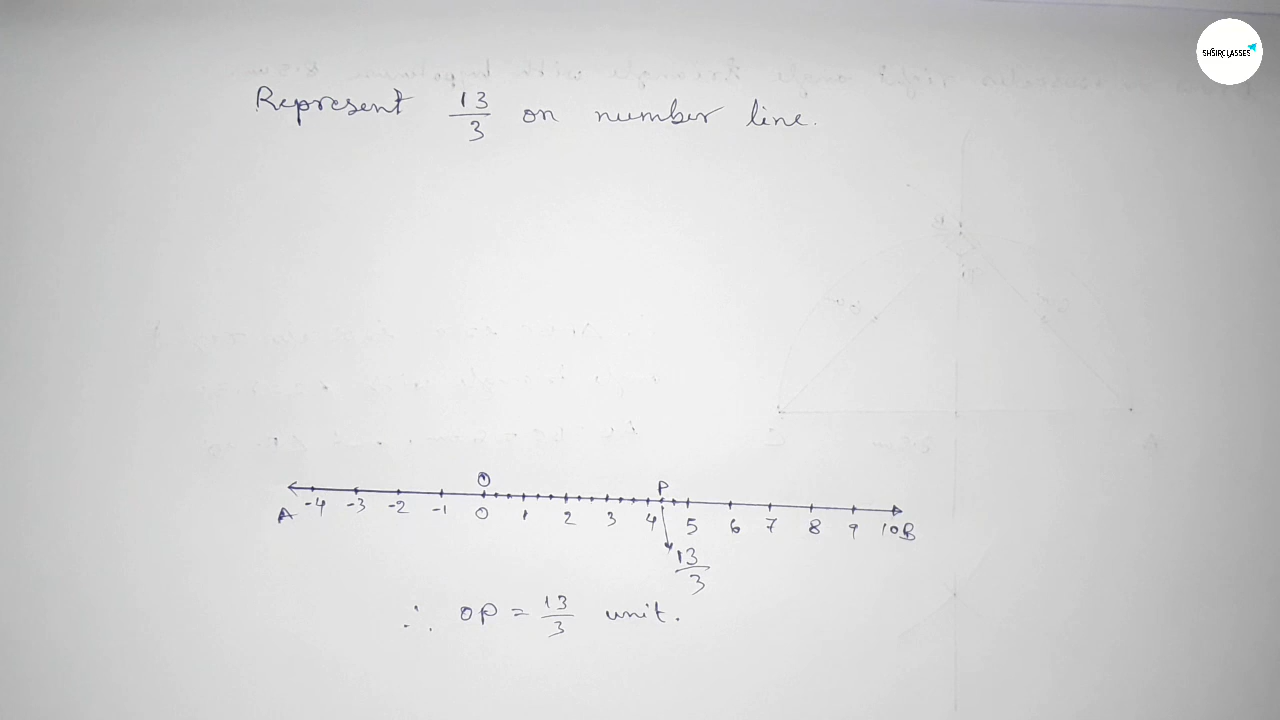 SHSIRCLASSES
Represent 13/3 on number line.
O P
-4 -3 -2 -1 0 1 2 3 4 5 6 7 8 9 10
A B
13/3
∴ OP = 13/3 unit.